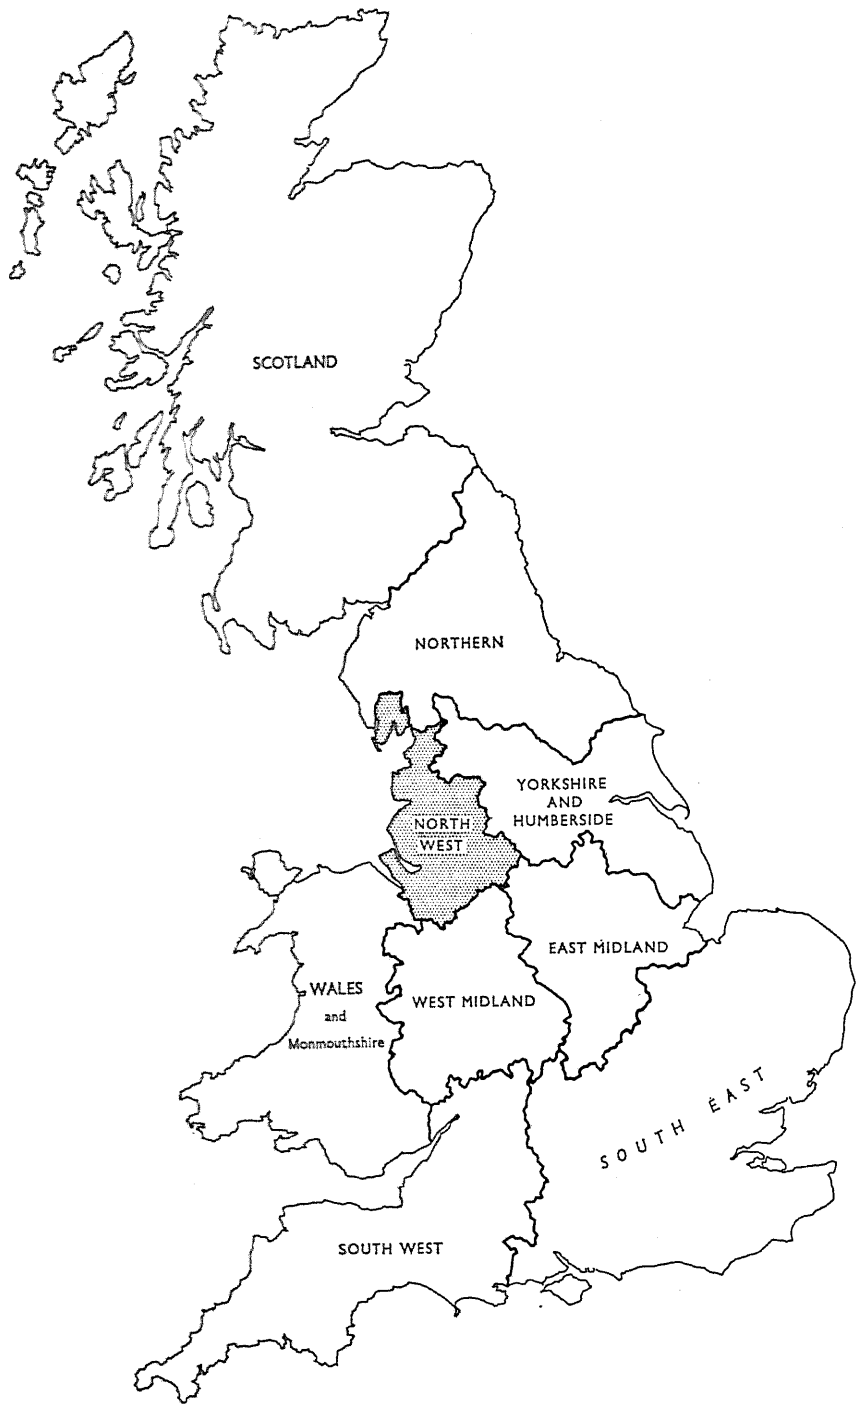 SCOTLAND
NORTHERN
YORKSHIRE
AND
HUMBERSIDE
NORTH
WEST
EAST MIDLAND
WALES
and
Monmouthshire
WEST MIDLAND
SOUTH EAST
SOUTH WEST